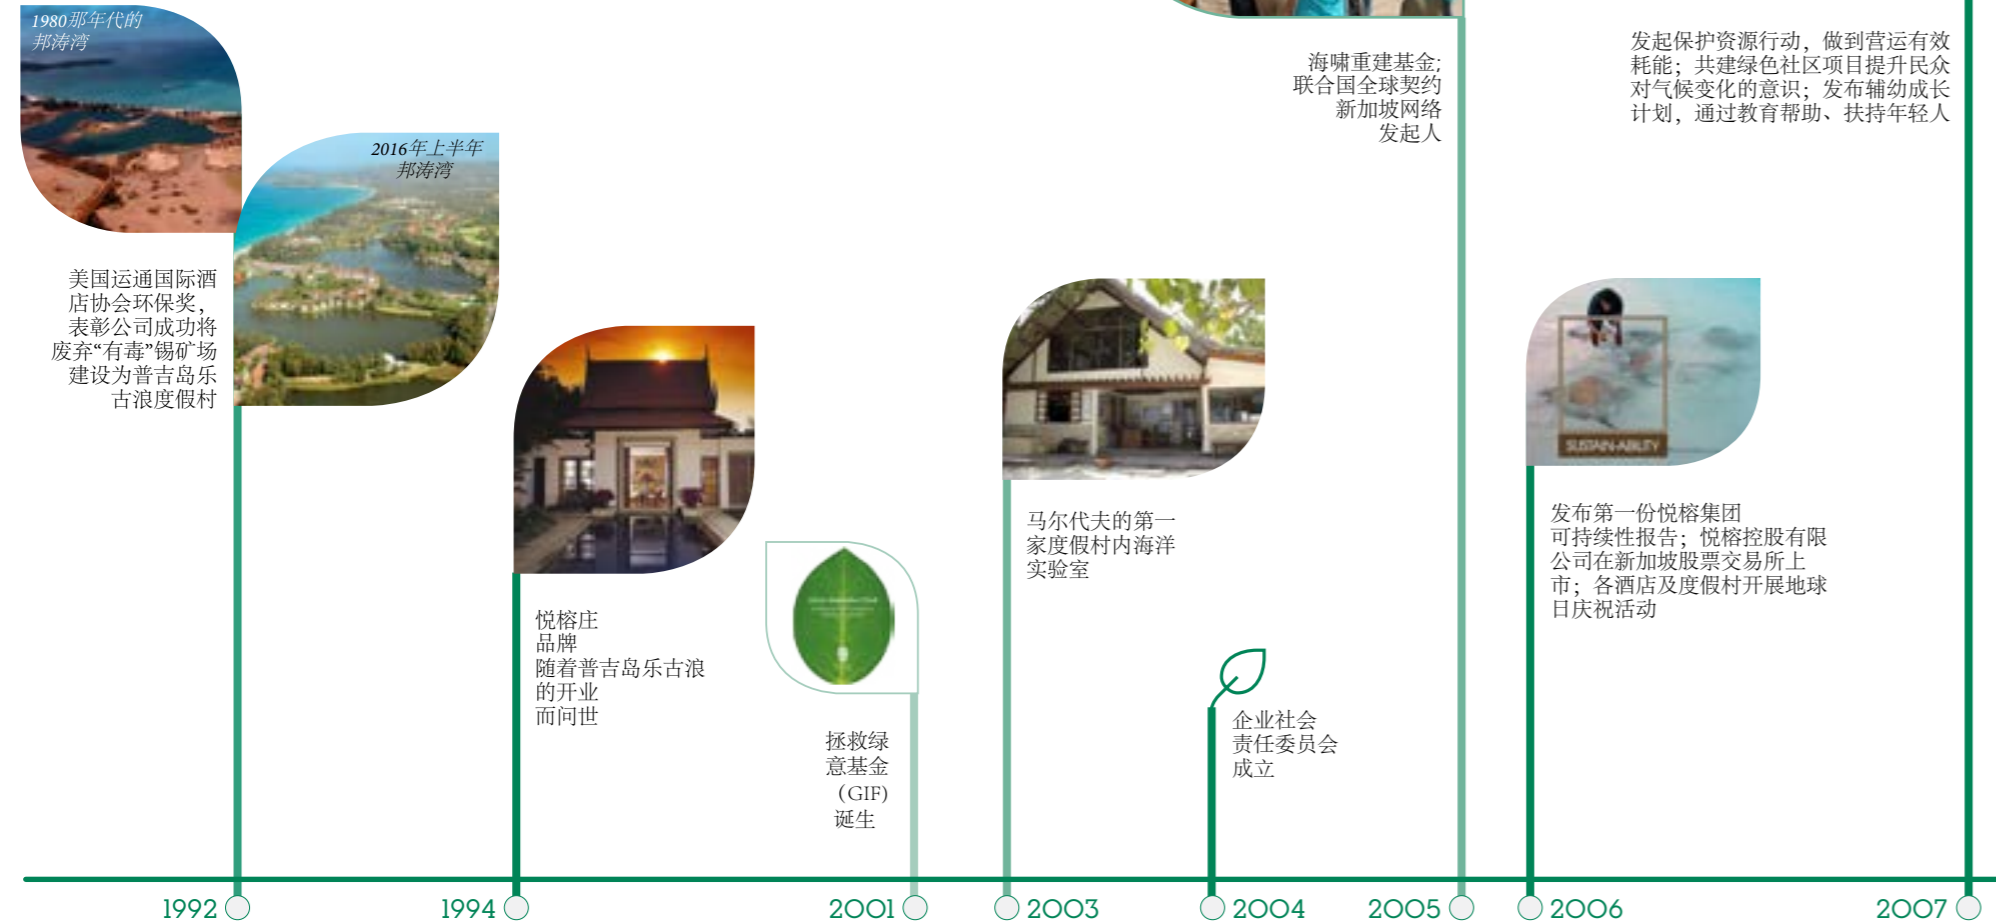 1980那年代的
邦涛湾
2016年上半年
邦涛湾
美国运通国际酒
店协会环保奖，
表彰公司成功将
废弃“有毒”锡矿场
建设为普吉岛乐
古浪度假村
悦榕庄
品牌
随着普吉岛乐古浪
的开业
而问世
拯救绿
意基金
（GIF)
诞生
马尔代夫的第一
家度假村内海洋
实验室
企业社会
责任委员会
成立
海啸重建基金;
联合国全球契约
新加坡网络
发起人
SUSTAIN-ABILITY
发布第一份悦榕集团
可持续性报告；悦榕控股有限
公司在新加坡股票交易所上
市；各酒店及度假村开展地球
日庆祝活动
发起保护资源行动，做到营运有效
耗能；共建绿色社区项目提升民众
对气候变化的意识；发布辅幼成长
计划，通过教育帮助、扶持年轻人
1992
1994
2001
2003
2004
2005
2006
2007